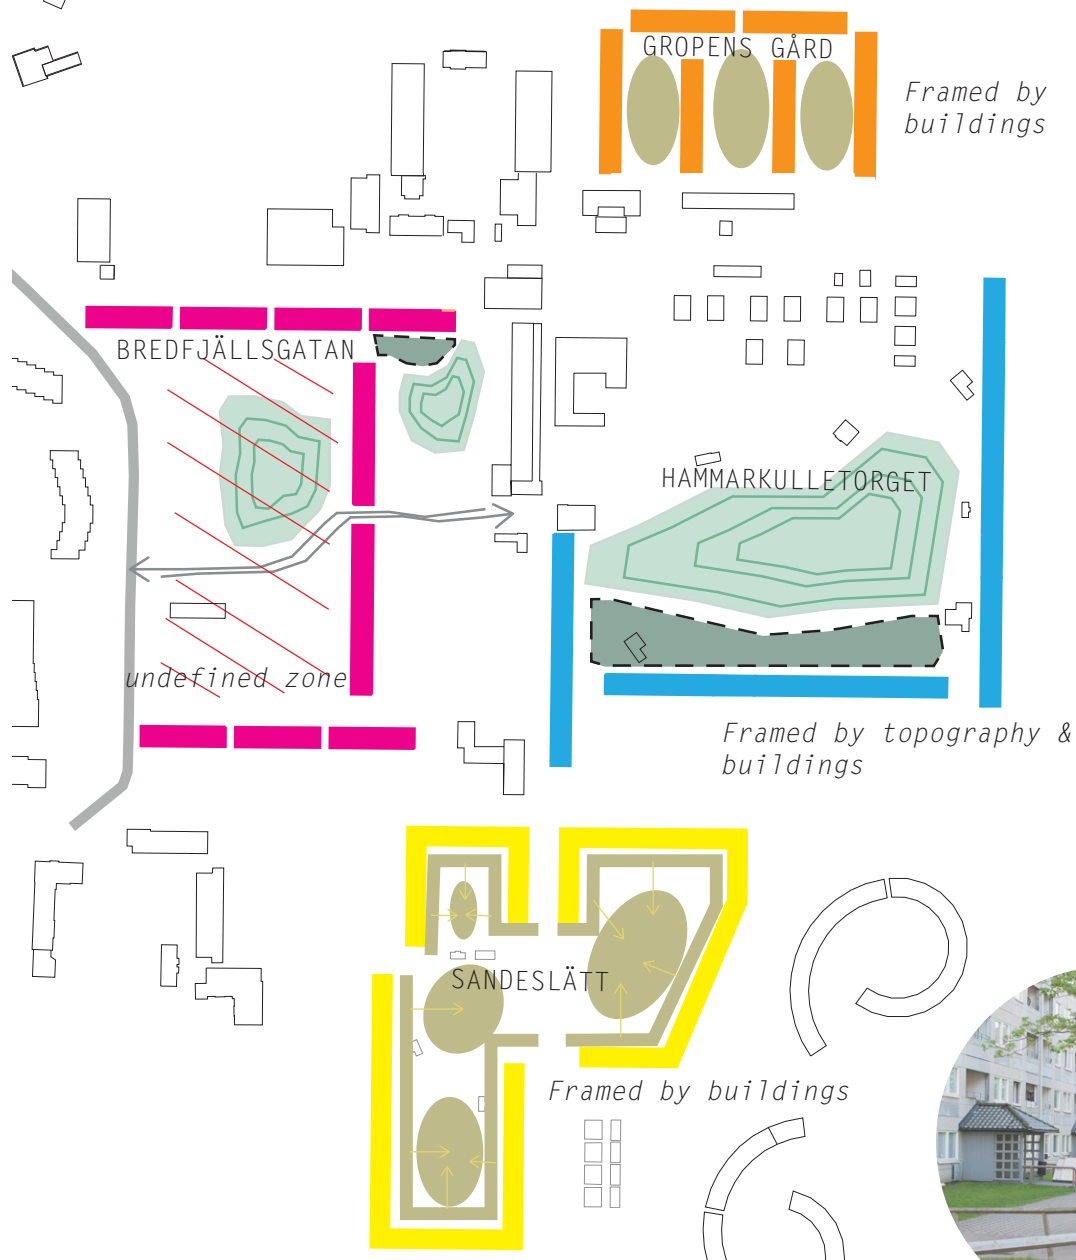 GROPENS GÅRD
Framed by
buildings
BREDFJÄLLSGATAN
HAMMARKULLETORGET
undefined zone
Framed by topography &
buildings
SANDESLÄTT
Framed by buildings